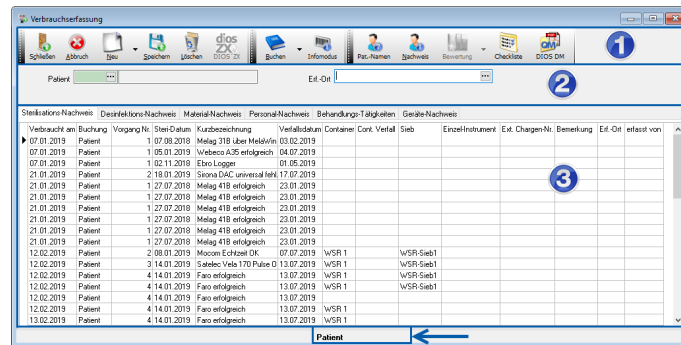 Verbrauchserfassung
Schließen Abbruch Neu Speichern Löschen dios ZX DIOS ZX Buchen Infomodus Pat.-Namen Nachweis Bewertung Checkliste QM DIOS DM 1
Patient ... Erf.-Ort ... 2
Sterilisations-Nachweis Desinfektions-Nachweis Material-Nachweis Personal-Nachweis Behandlungs-Tätigkeiten Geräte-Nachweis
Verbraucht am Buchung Vorgang Nr. Steri-Datum Kurzbezeichnung Verfallsdatum Container Cont. Verfall Sieb Einzel-Instrument Ext. Chargen-Nr. Bemerkung Erf.-Ort erfasst von
07.01.2019 Patient 1 07.08.2018 Melag 31B über MelaWin 03.02.2019
07.01.2019 Patient 1 05.01.2019 Webeco A35 erfolgreich 04.07.2019
07.01.2019 Patient 1 02.11.2018 Ebro Logger 01.05.2019
21.01.2019 Patient 2 18.01.2019 Sirona DAC universal fehl. 17.07.2019
21.01.2019 Patient 1 27.07.2018 Melag 41B erfolgreich 23.01.2019 3
21.01.2019 Patient 1 27.07.2018 Melag 41B erfolgreich 23.01.2019
21.01.2019 Patient 1 27.07.2018 Melag 41B erfolgreich 23.01.2019
21.01.2019 Patient 1 27.07.2018 Melag 41B erfolgreich 23.01.2019
21.01.2019 Patient 1 27.07.2018 Melag 41B erfolgreich 23.01.2019
21.01.2019 Patient 1 27.07.2018 Melag 41B erfolgreich 23.01.2019
12.02.2019 Patient 2 08.01.2019 Mocom Echtzeit OK 07.07.2019 WSR 1 WSR-Sieb1
12.02.2019 Patient 3 14.01.2019 Satelec Vela 170 Pulse O 13.07.2019 WSR 1 WSR-Sieb1
12.02.2019 Patient 4 14.01.2019 Faro erfolgreich 13.07.2019 WSR 1 WSR-Sieb1
12.02.2019 Patient 4 14.01.2019 Faro erfolgreich 13.07.2019
12.02.2019 Patient 4 14.01.2019 Faro erfolgreich 13.07.2019 WSR 1
13.02.2019 Patient 4 14.01.2019 Faro erfolgreich 13.07.2019 WSR 1
Patient